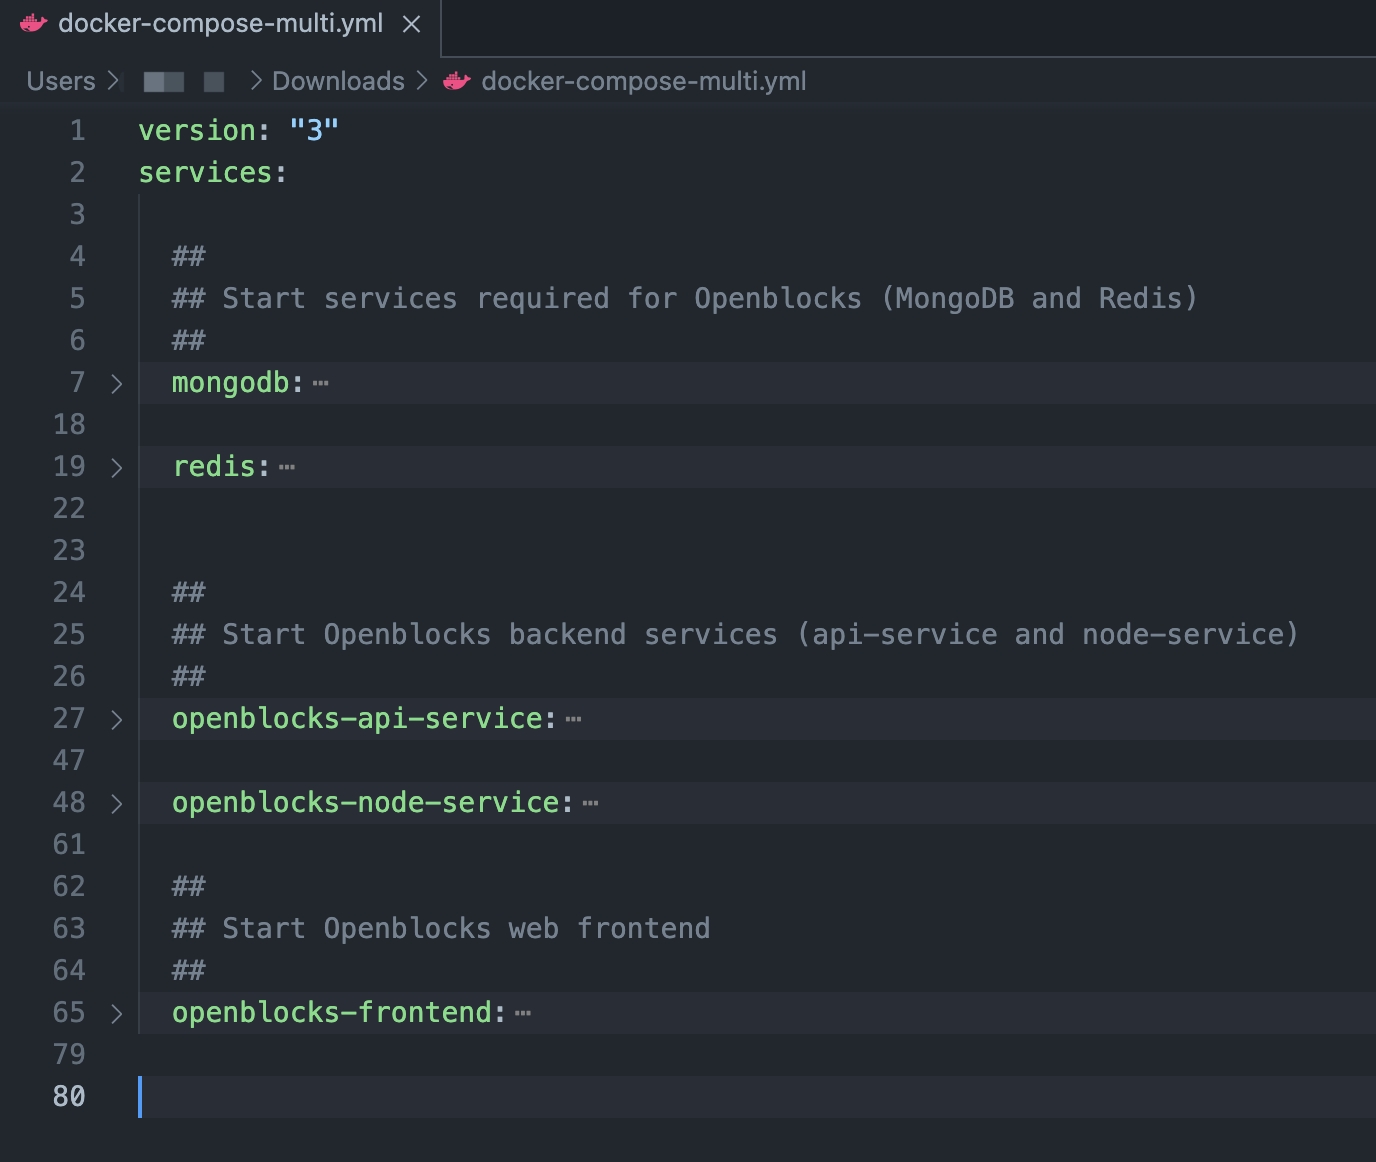 docker-compose-multi.yml
Users > > Downloads > docker-compose-multi.yml
1 version: "3"
2 services:
3
4 ##
5 ## Start services required for Openblocks (MongoDB and Redis)
6 ##
7 > mongodb: ⋯
18
19 > redis: ⋯
22
23
24 ##
25 ## Start Openblocks backend services (api-service and node-service)
26 ##
27 > openblocks-api-service: ⋯
47
48 > openblocks-node-service: ⋯
61
62 ##
63 ## Start Openblocks web frontend
64 ##
65 > openblocks-frontend: ⋯
79
80